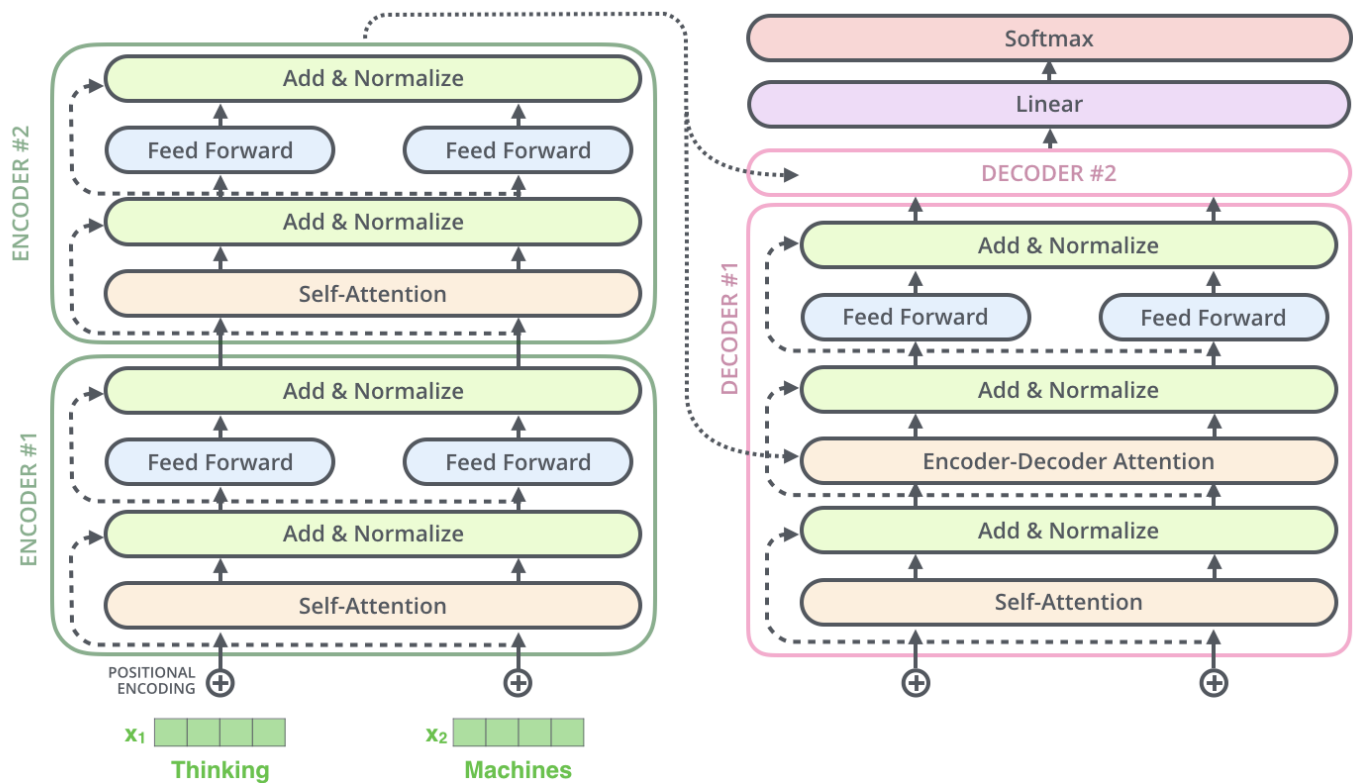 ENCODER #2
Add & Normalize
Feed Forward
Feed Forward
Add & Normalize
Self-Attention
ENCODER #1
Add & Normalize
Feed Forward
Feed Forward
Add & Normalize
Self-Attention
POSITIONAL
ENCODING
x1
x2
Thinking
Machines
Softmax
Linear
DECODER #2
DECODER #1
Add & Normalize
Feed Forward
Feed Forward
Add & Normalize
Encoder-Decoder Attention
Add & Normalize
Self-Attention